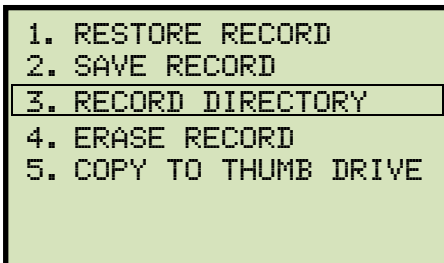 1. RESTORE RECORD
2. SAVE RECORD
3. RECORD DIRECTORY
4. ERASE RECORD
5. COPY TO THUMB DRIVE